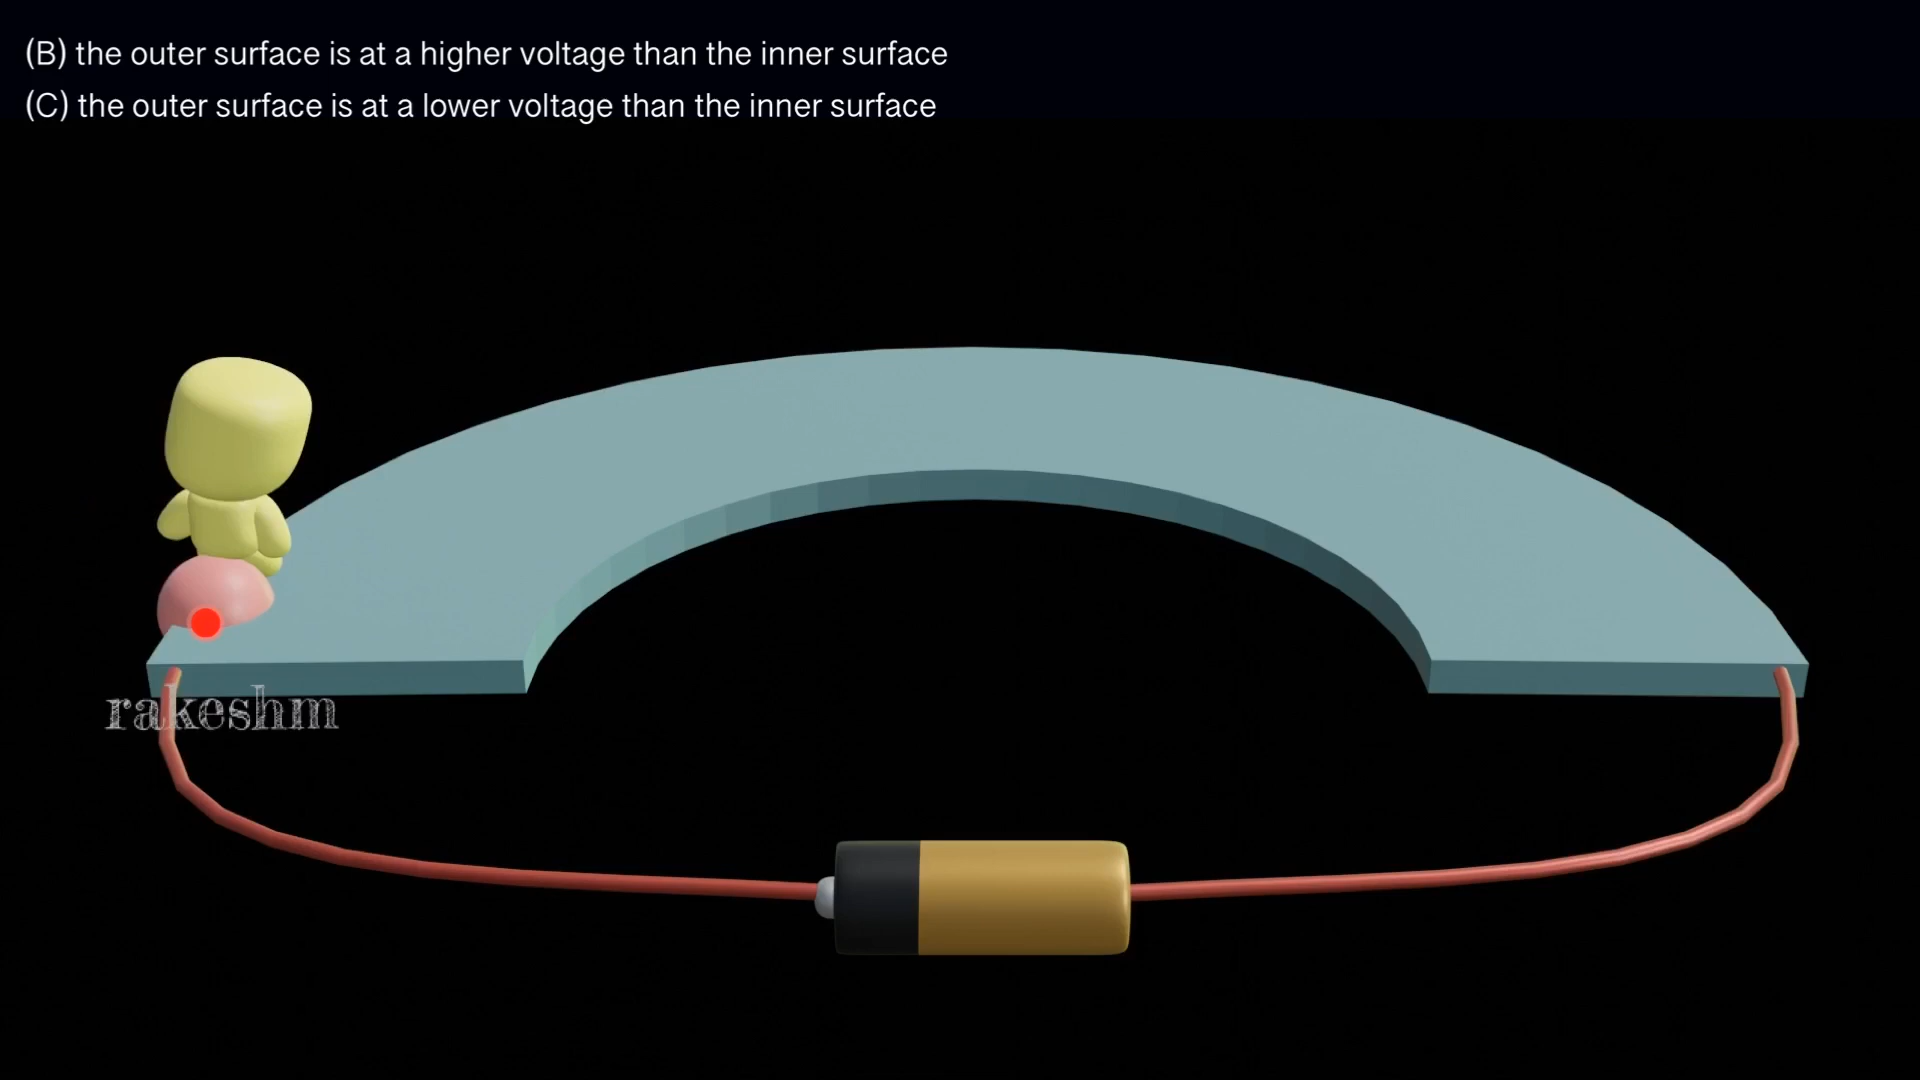 (B) the outer surface is at a higher voltage than the inner surface
(C) the outer surface is at a lower voltage than the inner surface
rakeshm